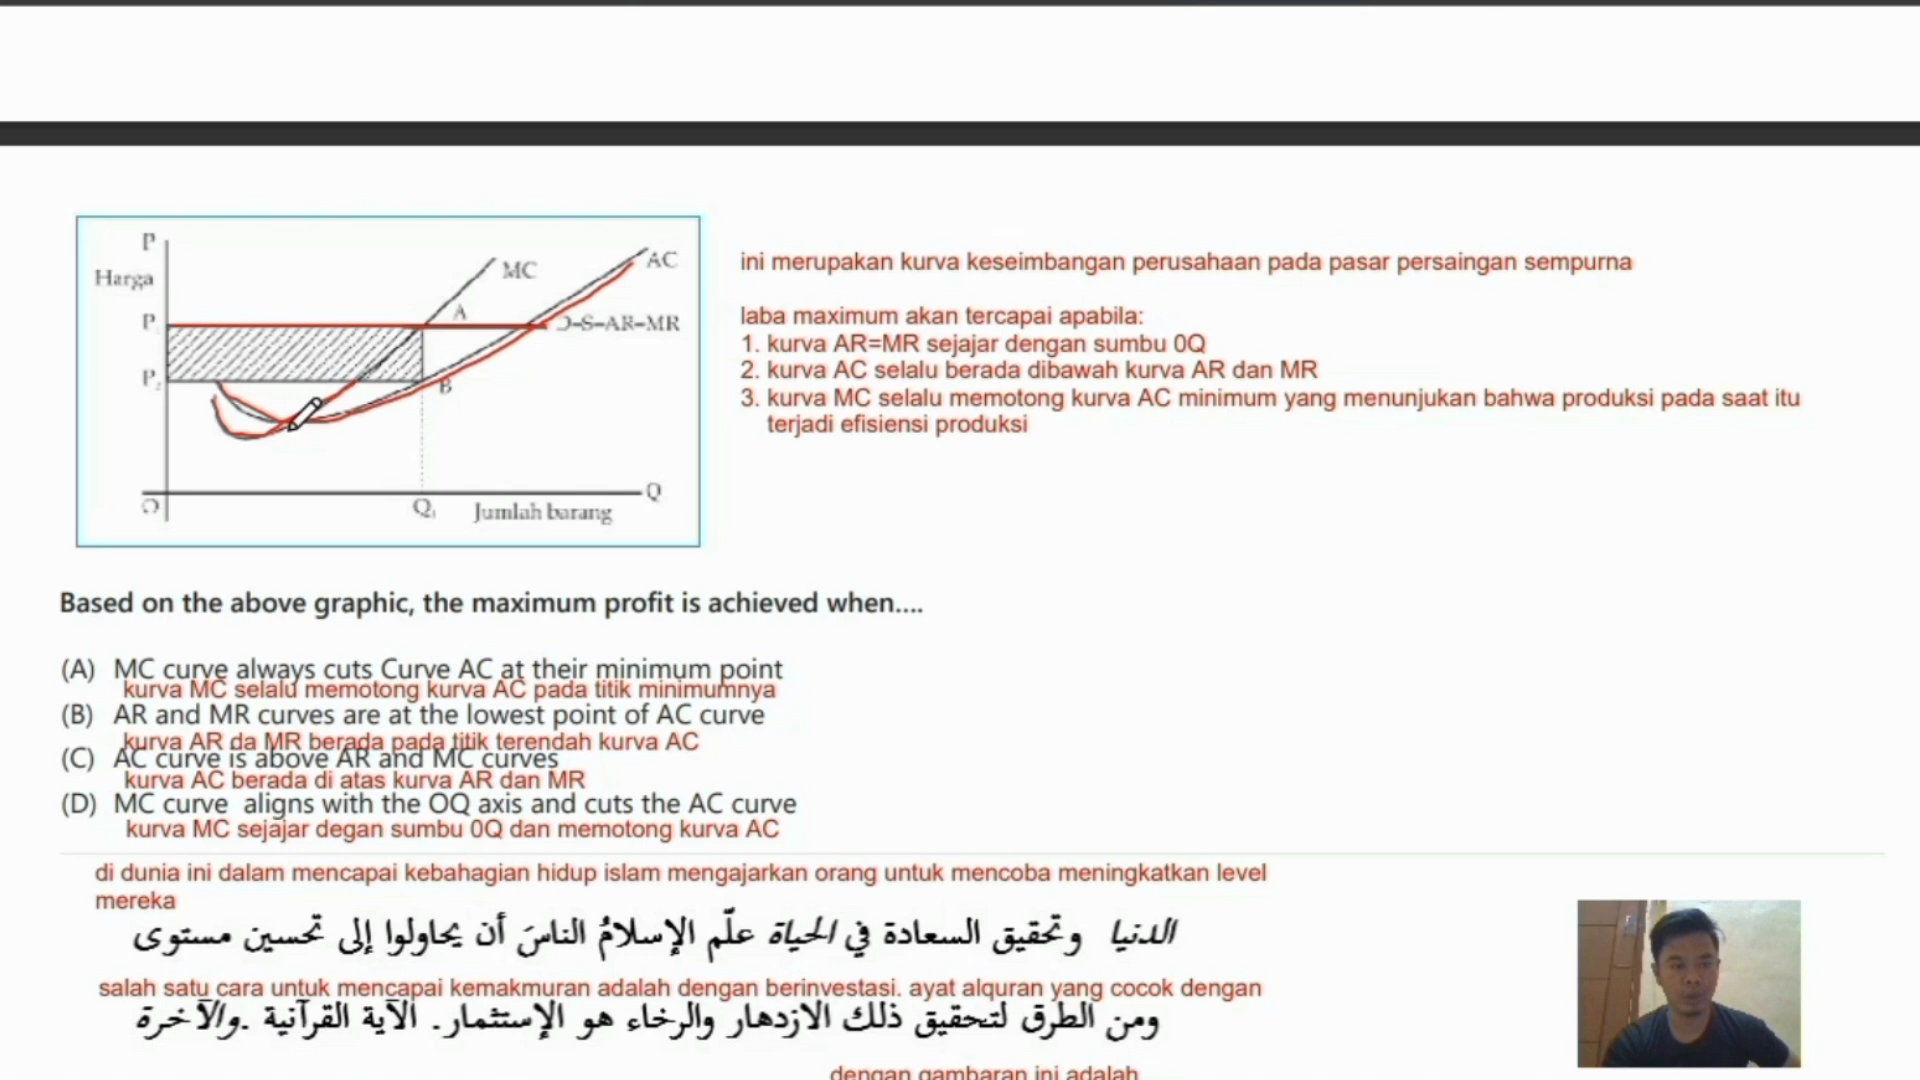 P
Harga
MC
AC
A
P
D-S-AR-MR
P₂
B
O
Q₁
Jumlah barang
Q
ini merupakan kurva keseimbangan perusahaan pada pasar persaingan sempurna
laba maximum akan tercapai apabila:
1. kurva AR=MR sejajar dengan sumbu 0Q
2. kurva AC selalu berada dibawah kurva AR dan MR
3. kurva MC selalu memotong kurva AC minimum yang menunjukan bahwa produksi pada saat itu
terjadi efisiensi produksi
Based on the above graphic, the maximum profit is achieved when....
(A) MC curve always cuts Curve AC at their minimum point
kurva MC selalu memotong kurva AC pada titik minimumnya
(B) AR and MR curves are at the lowest point of AC curve
kurva AR da MR berada pada titik terendah kurva AC
(C) AC curve is above AR and MC curves
kurva AC berada di atas kurva AR dan MR
(D) MC curve aligns with the OQ axis and cuts the AC curve
kurva MC sejajar degan sumbu 0Q dan memotong kurva AC
di dunia ini dalam mencapai kebahagian hidup islam mengajarkan orang untuk mencoba meningkatkan level
mereka
الدنيا وتحقيق السعادة في الحياة علّم الإسلامُ الناسَ أن يحاولوا إلى تحسين مستوى
salah satu cara untuk mencapai kemakmuran adalah dengan berinvestasi. ayat alquran yang cocok dengan
ومن الطرق لتحقيق ذلك الازدهار والرخاء هو الإستثمار. الآية القرآنية .والآخرة
dengan gambaran ini adalah